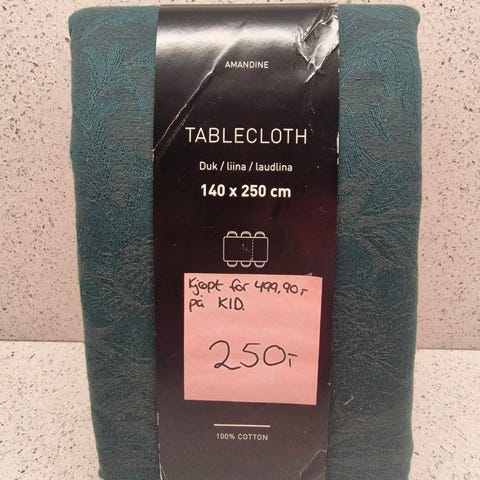 AMANDINE
TABLECLOTH
Duk / liina / laudlina
140 x 250 cm
Kjøpt for 499,90,-
på KID.
250,-
100% COTTON